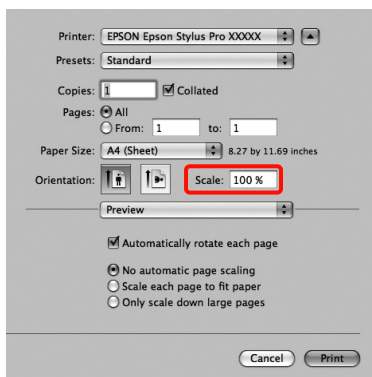 Printer: EPSON Epson Stylus Pro XXXXX
Presets: Standard
Copies: 1 Collated
Pages: All
From: 1 to: 1
Paper Size: A4 (Sheet) 8.27 by 11.69 inches
Orientation: Scale: 100 %
Preview
Automatically rotate each page
No automatic page scaling
Scale each page to fit paper
Only scale down large pages
Cancel Print